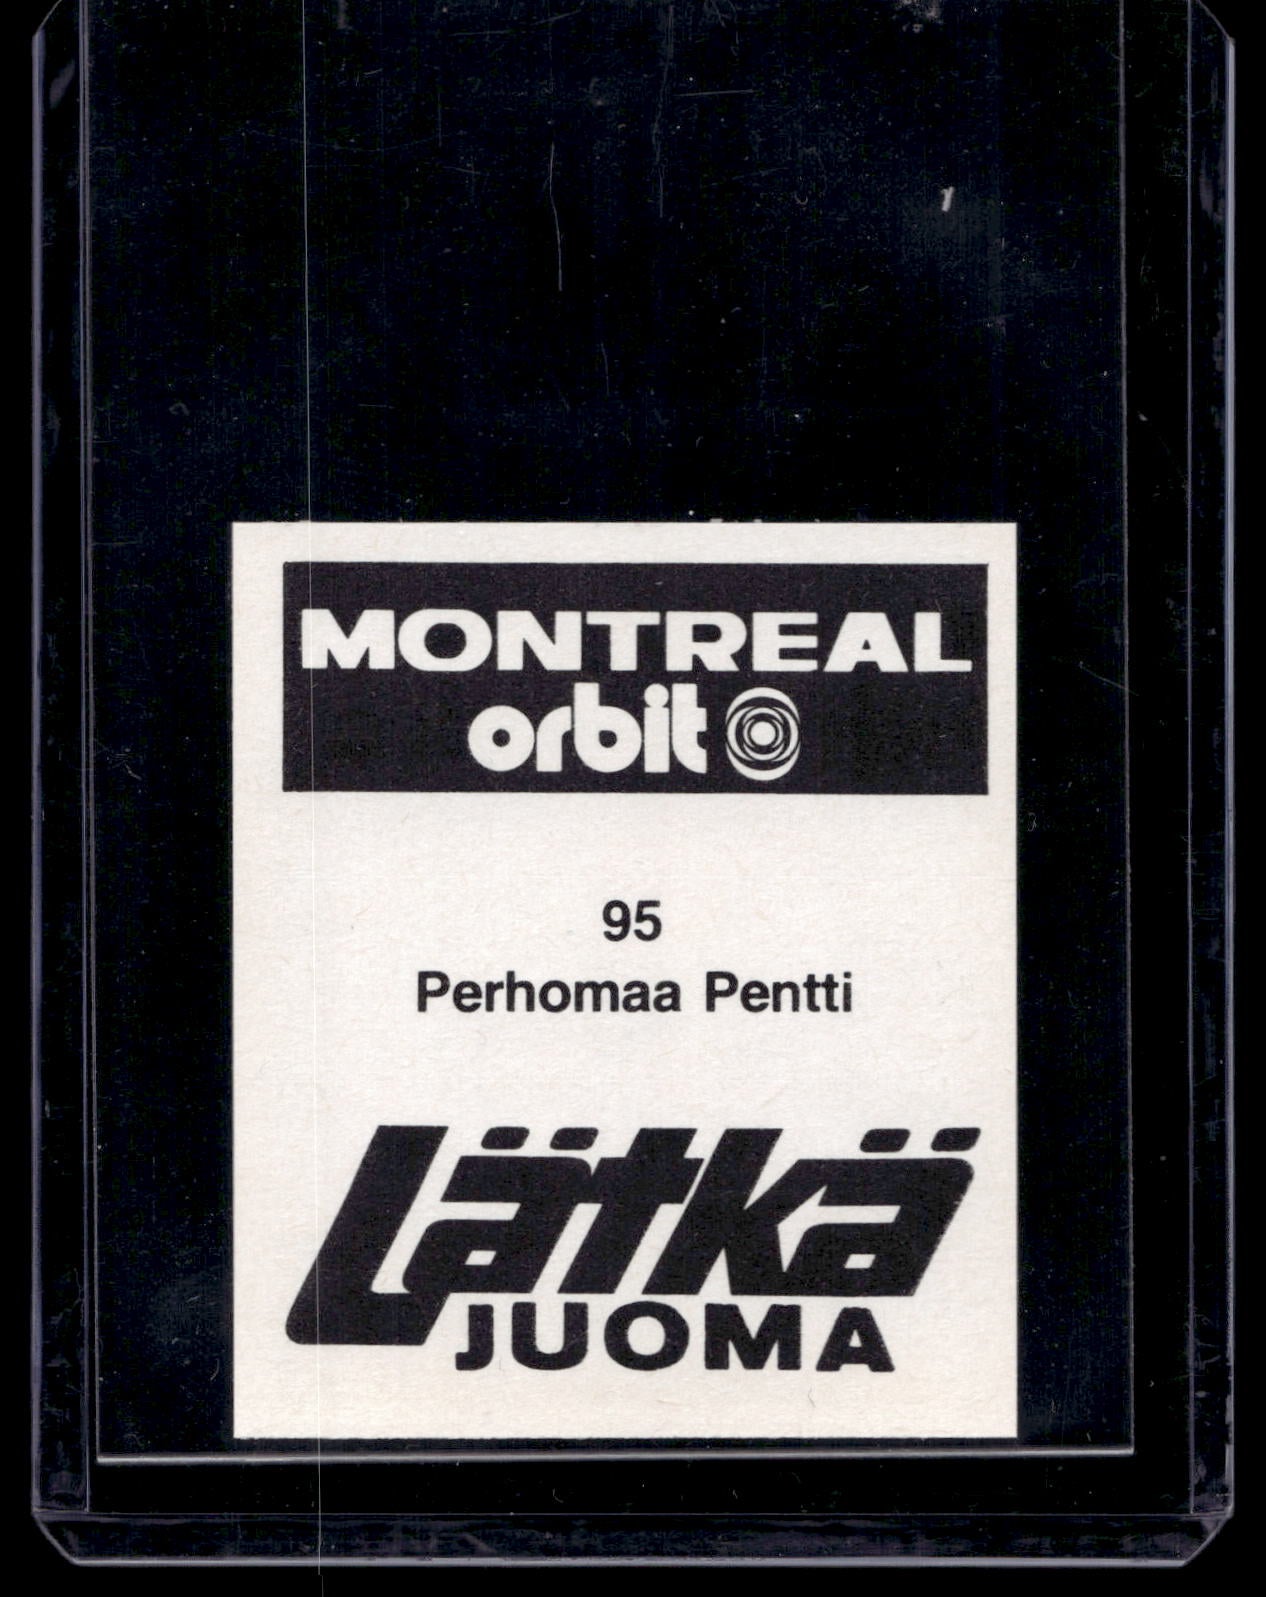 MONTREAL
orbit
95
Perhomaa Pentti
Lätkä
JUOMA